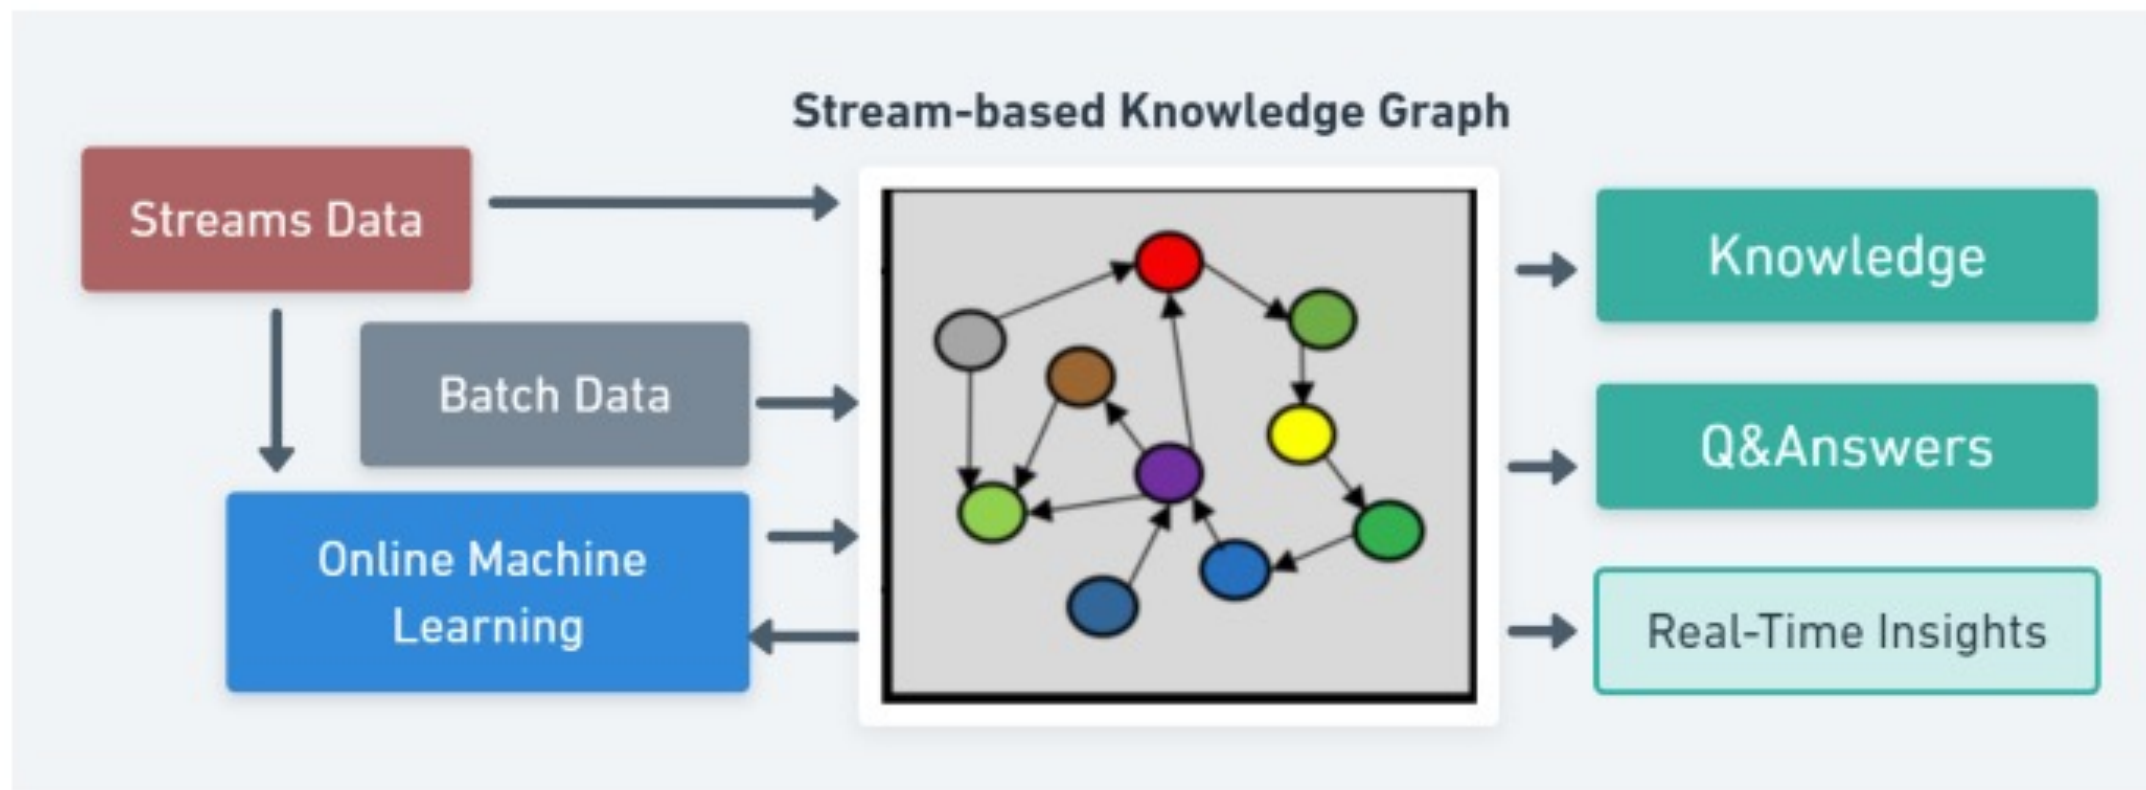 Stream-based Knowledge Graph
Streams Data
Batch Data
Online Machine
Learning
Knowledge
Q&Answers
Real-Time Insights